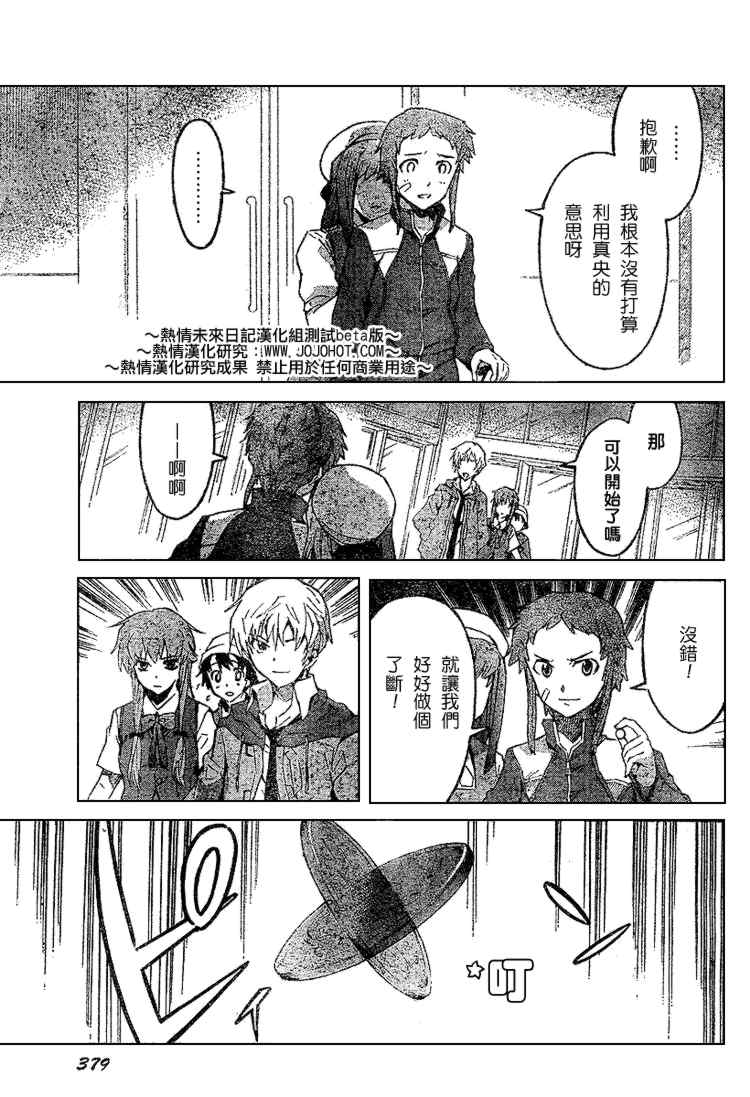 ……
抱歉啊
我根本沒有打算
利用真央的
意思呀
……
～熱情未來日記漢化組測試beta版～
～熱情漢化研究：WWW.JOJOHOT.COM～
～熱情漢化研究成果 禁止用於任何商業用途～
那
可以開始了嗎
——啊啊
沒錯！
就讓我們
好好做個
了斷！
ピィ
☆叮
379